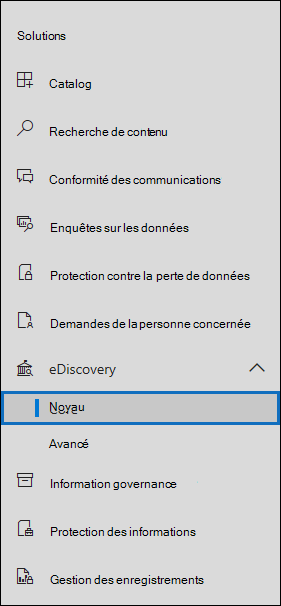 Solutions
Catalog
Recherche de contenu
Conformité des communications
Enquêtes sur les données
Protection contre la perte de données
Demandes de la personne concernée
eDiscovery
Noyau
Avancé
Information governance
Protection des informations
Gestion des enregistrements